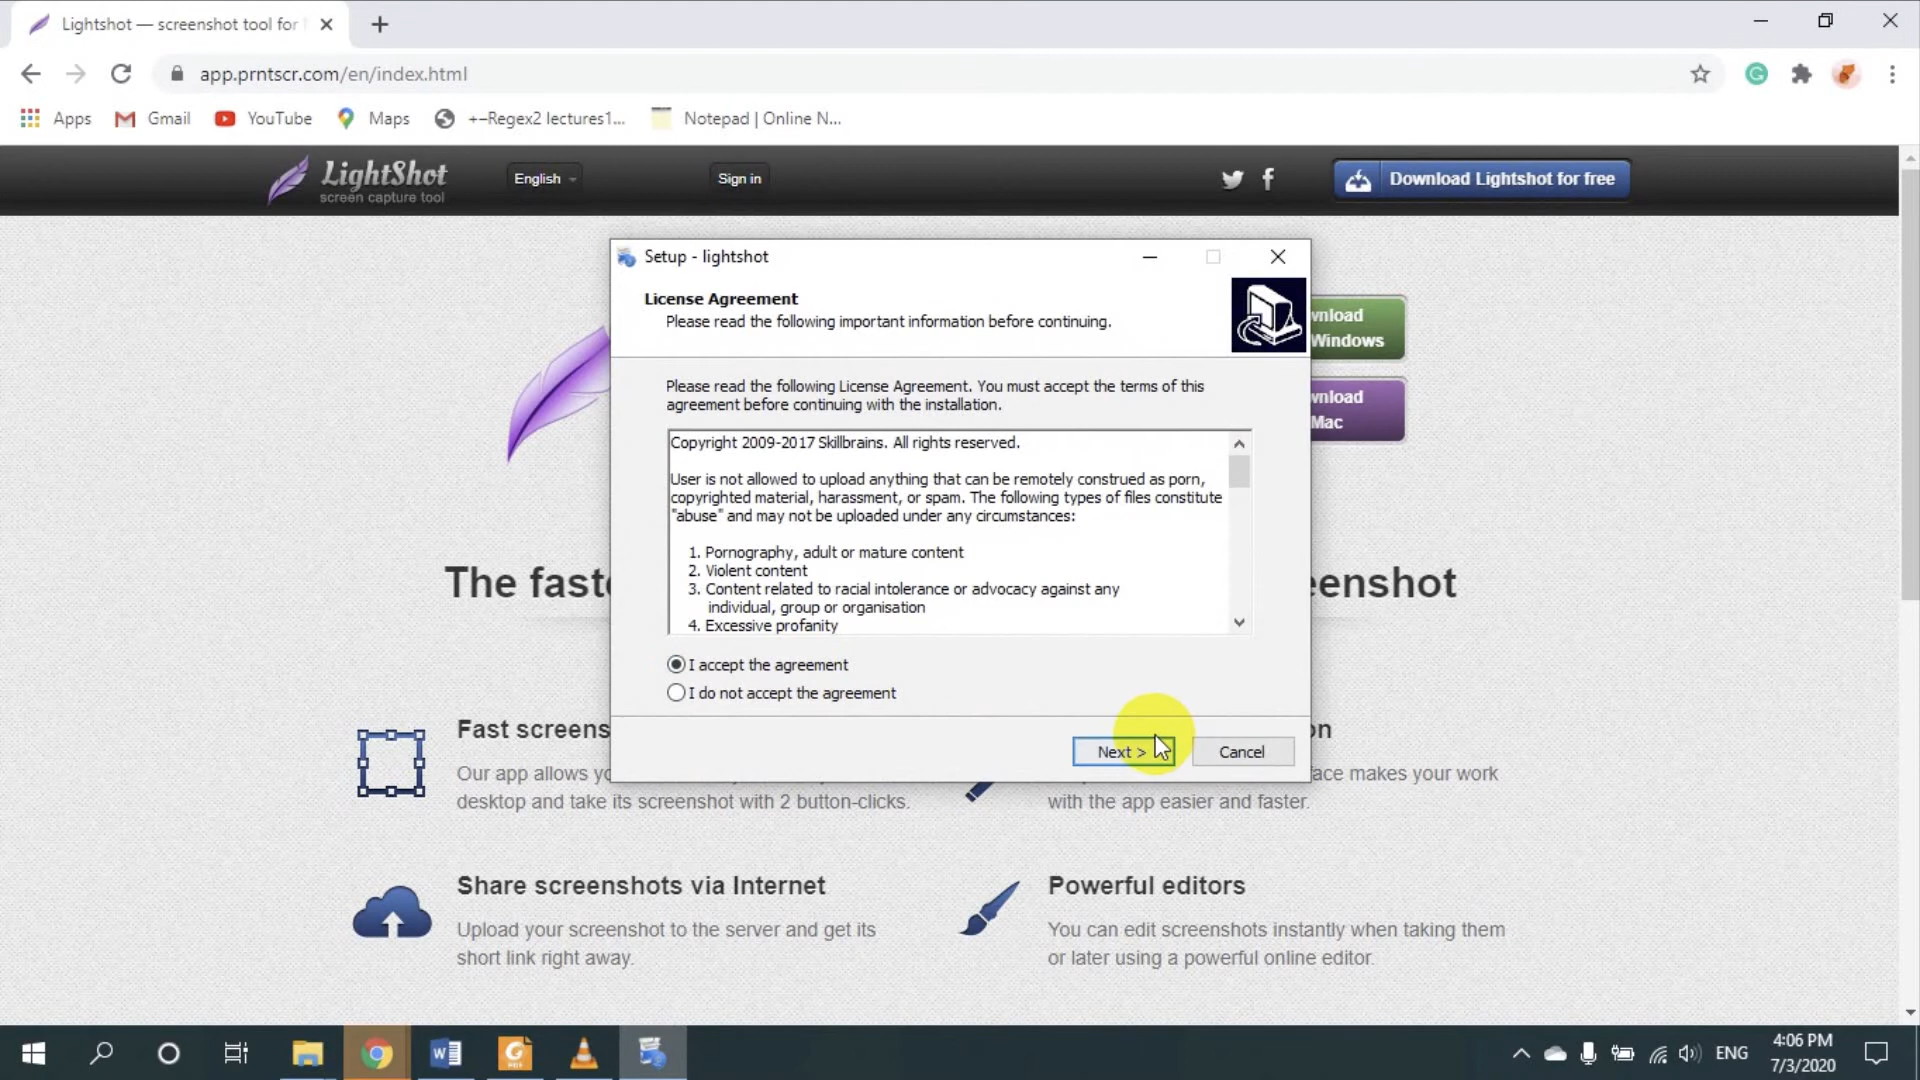 Lightshot — screenshot tool for
app.prntscr.com/en/index.html
Apps
Gmail
YouTube
Maps
+–Regex2 lectures1...
Notepad | Online N...
LightShot
screen capture tool
English
Sign in
Download Lightshot for free
Setup - lightshot
License Agreement
Please read the following important information before continuing.
Please read the following License Agreement. You must accept the terms of this
agreement before continuing with the installation.
Copyright 2009-2017 Skillbrains. All rights reserved.
User is not allowed to upload anything that can be remotely construed as porn,
copyrighted material, harassment, or spam. The following types of files constitute
"abuse" and may not be uploaded under any circumstances:
1. Pornography, adult or mature content
2. Violent content
3. Content related to racial intolerance or advocacy against any
individual, group or organisation
4. Excessive profanity
I accept the agreement
I do not accept the agreement
Next >
Cancel
wnload
Windows
wnload
Mac
The faste
eenshot
Fast screens
Our app allows yo
desktop and take its screenshot with 2 button-clicks.
on
face makes your work
with the app easier and faster.
Share screenshots via Internet
Upload your screenshot to the server and get its
short link right away.
Powerful editors
You can edit screenshots instantly when taking them
or later using a powerful online editor.
ENG
4:06 PM
7/3/2020